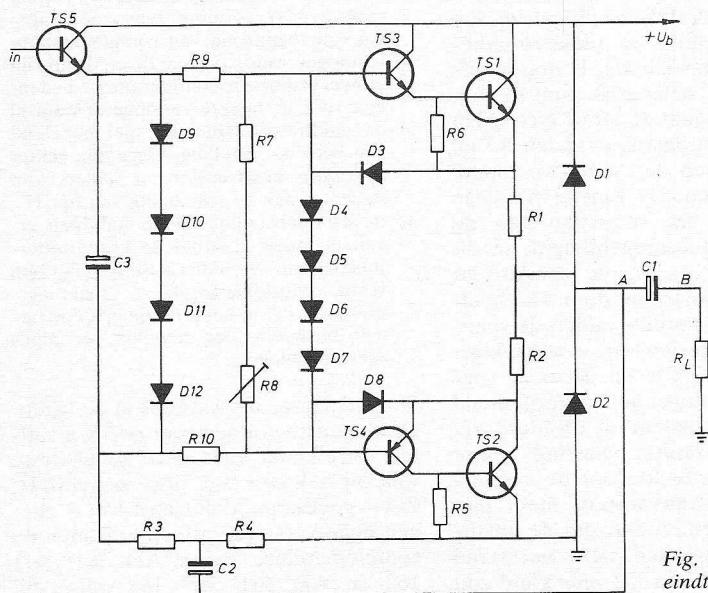 TS5
in
R9
TS3
TS1
+Ub
D9
R7
R6
D3
D1
D10
D4
R1
C3
D5
A
C1
B
D11
D6
RL
D7
R2
D12
R8
D8
D2
R10
TS4
TS2
R5
R3
R4
C2
Fig.
eindt